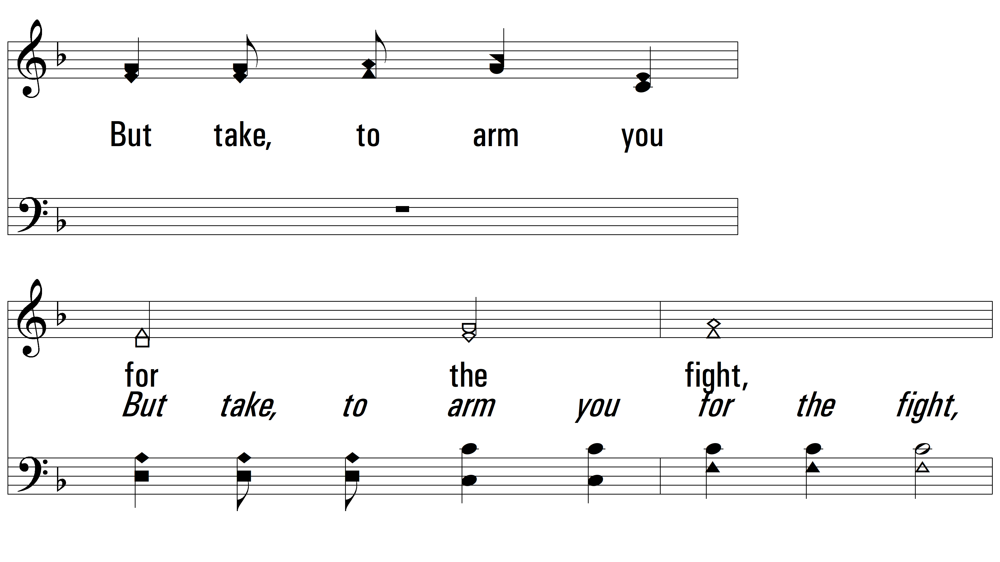 But take, to arm you
for the fight,
But take, to arm you for the fight,